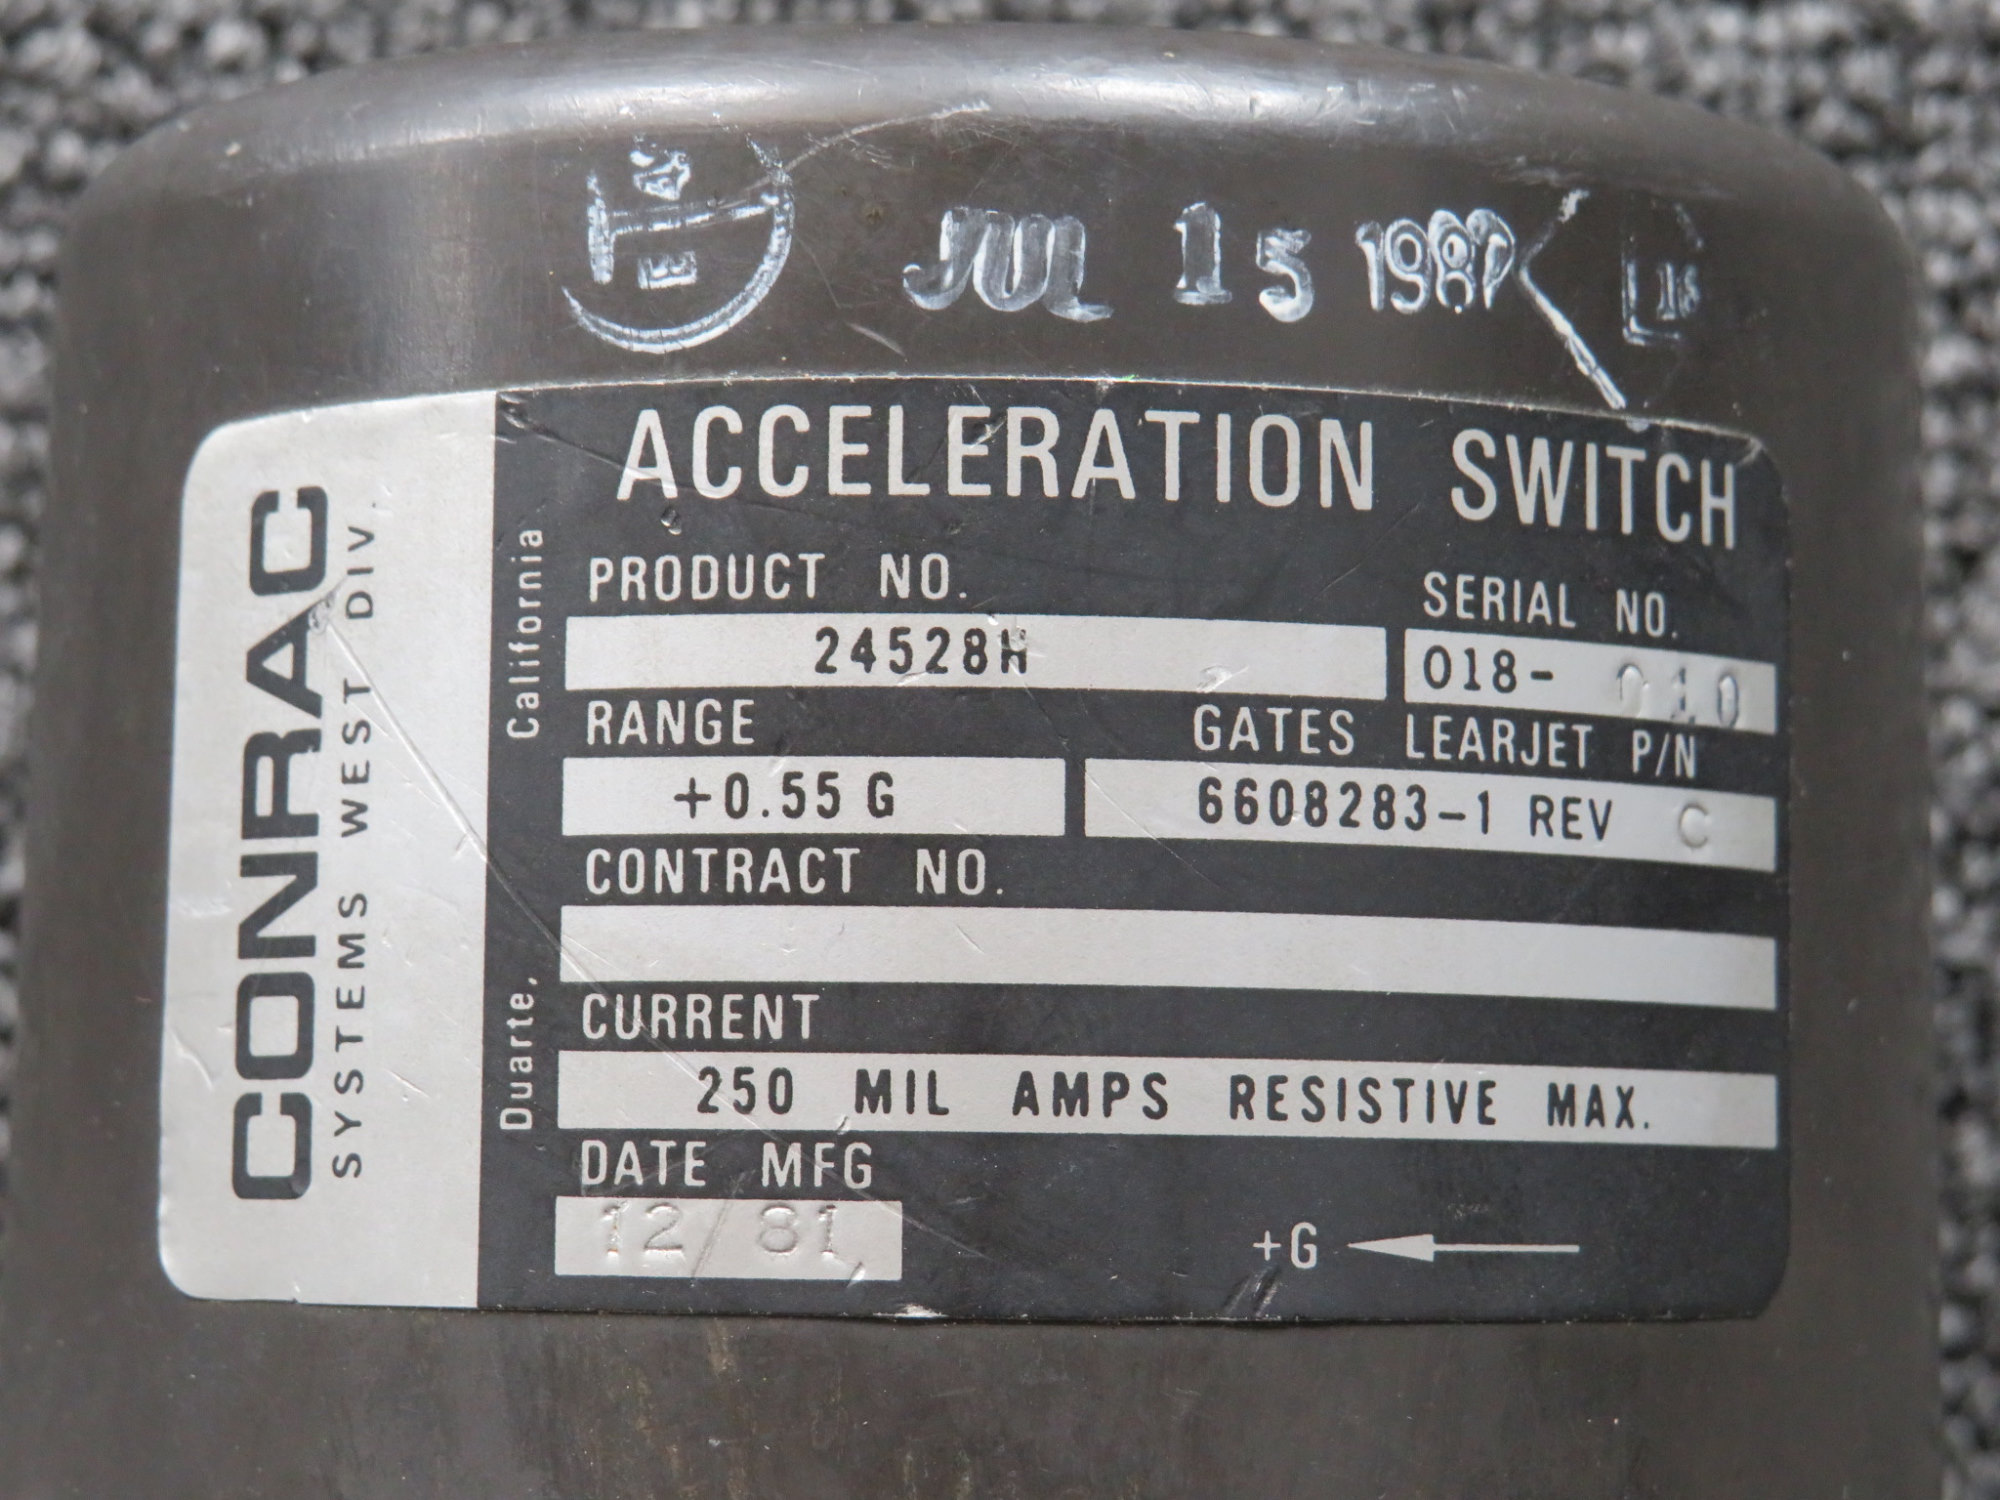 JUL 15 1987
ACCELERATION SWITCH
CONRAC
SYSTEMS WEST DIV.
Duarte, California
PRODUCT NO.
24528H
SERIAL NO.
018- 010
RANGE
+0.55 G
GATES LEARJET P/N
6608283-1 REV C
CONTRACT NO.
CURRENT
250 MIL AMPS RESISTIVE MAX.
DATE MFG
12/81
+G